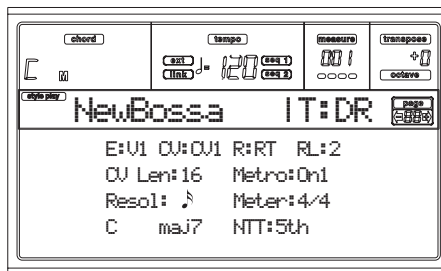 chord tempo measure transpose
C M ext link ♩= 120 seq 1 seq 2 001 +0 octave
style play NewBossa 1T:DR page
E:V1 CV:CV1 R:RT RL:2
CV Len:16 Metro:On1
Resol: ♪ Meter:4/4
C maj7 NTT:5th